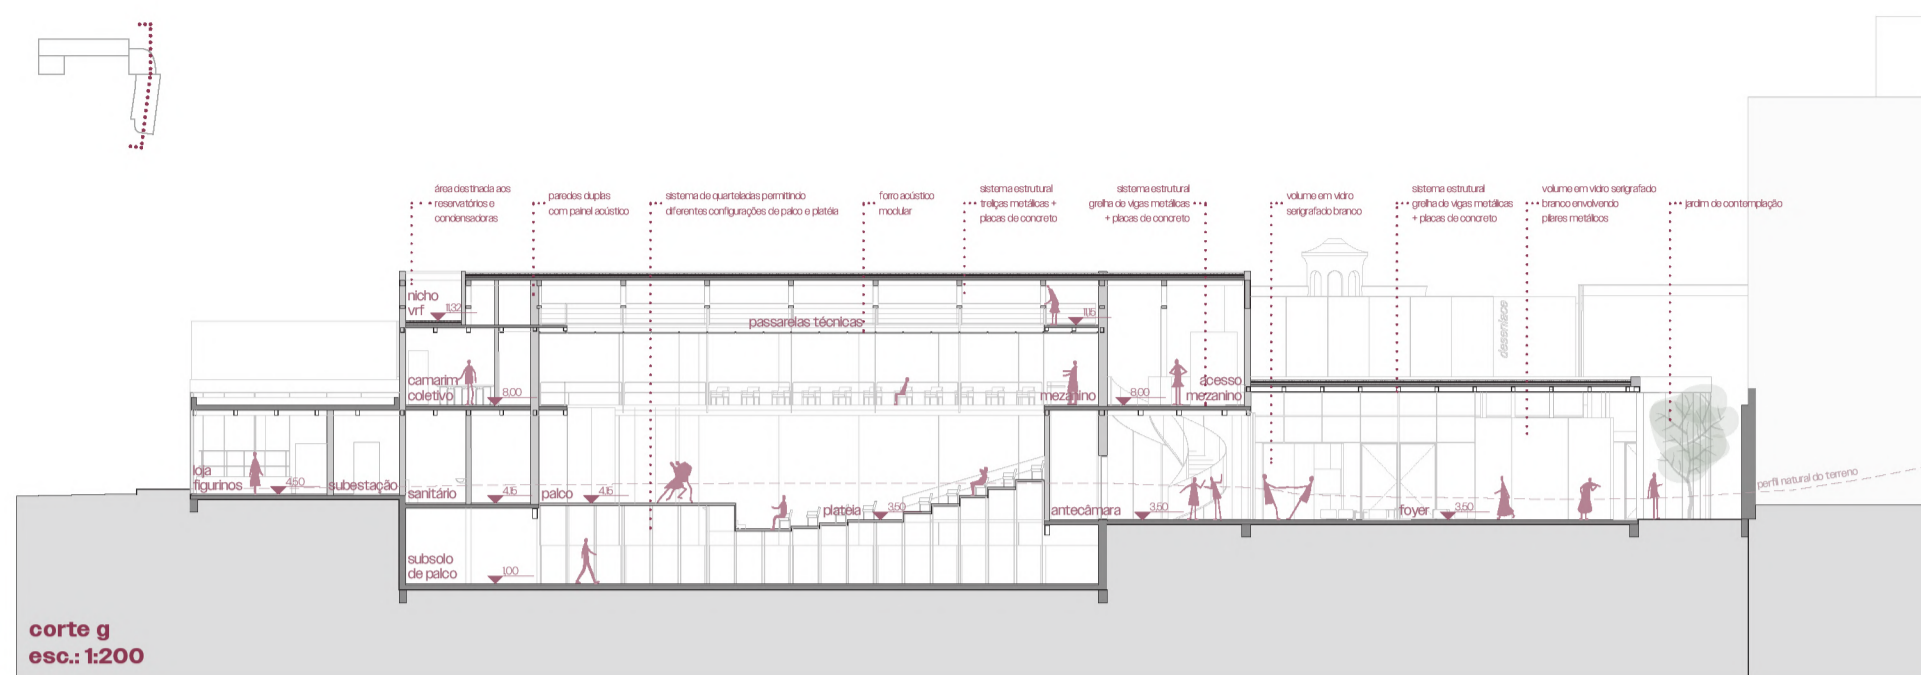 área destinada aos
reservatórios e
condensadoras
paredes duplas
com painel acústico
sistema de quarteladas permitindo
diferentes configurações de palco e platéia
forro acústico
modular
sistema estrutural
treliças metálicas +
placas de concreto
sistema estrutural
grelha de vigas metálicas
+ placas de concreto
volume em vidro
serigrafado branco
sistema estrutural
grelha de vigas metálicas
+ placas de concreto
volume em vidro serigrafado
branco envolvendo
pilares metálicos
jardim de contemplação
nicho
vrf
11,32
passarelas técnicas
11,15
camarim
coletivo
8,00
mezanino
8,00
acesso
mezanino
loja
figurinos
4,50
subestação
sanitário
4,15
palco
4,15
platéia
3,50
antecâmara
3,50
foyer
3,50
perfil natural do terreno
subsolo
de palco
1,00
corte g
esc.: 1:200